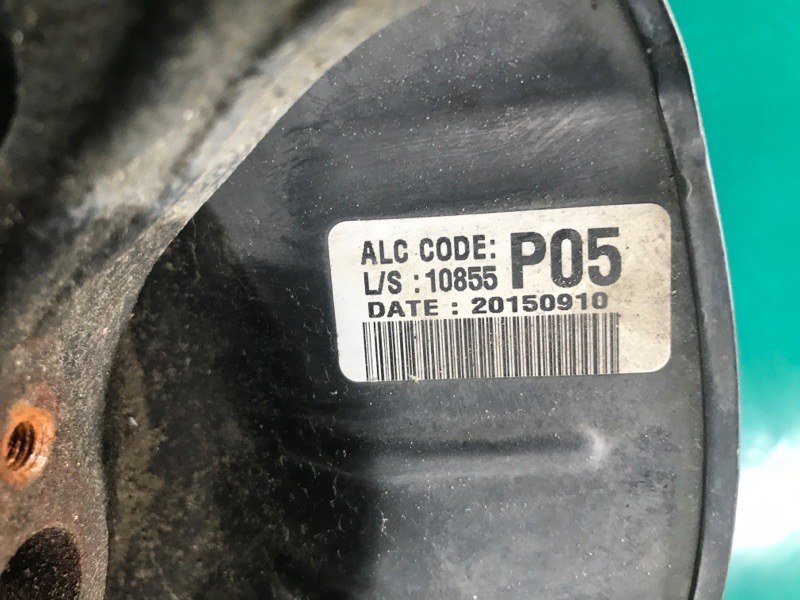 ALC CODE: P05
L/S : 10855
DATE : 20150910